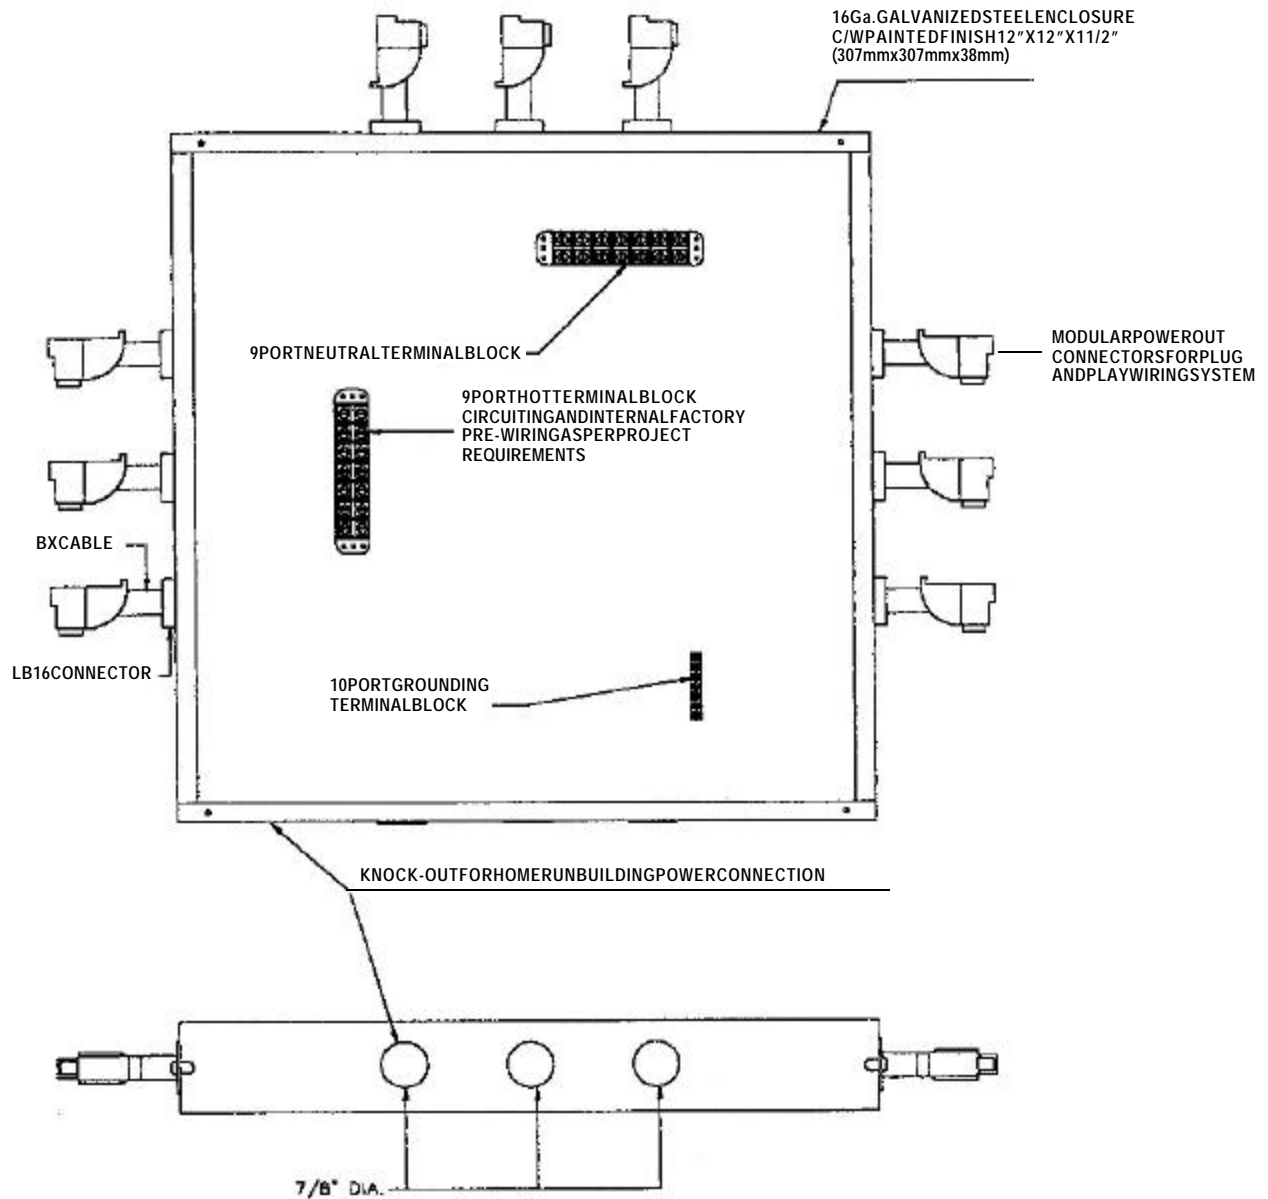 16Ga.GALVANIZEDSTEELENCLOSURE
C/WPAINTEDFINISH12"X12"X11/2"
(307mmx307mmx38mm)
9PORTNEUTRALTERMINALBLOCK
MODULARPOWEROUT
CONNECTORSFORPLUG
ANDPLAYWIRINGSYSTEM
9PORTHOTTERMINALBLOCK
CIRCUITINGANDINTERNALFACTORY
PRE-WIRINGASPERPROJECT
REQUIREMENTS
BXCABLE
LB16CONNECTOR
10PORTGROUNDING
TERMINALBLOCK
KNOCK-OUTFORHOMERUNBUILDINGPOWERCONNECTION
7/8" DIA.